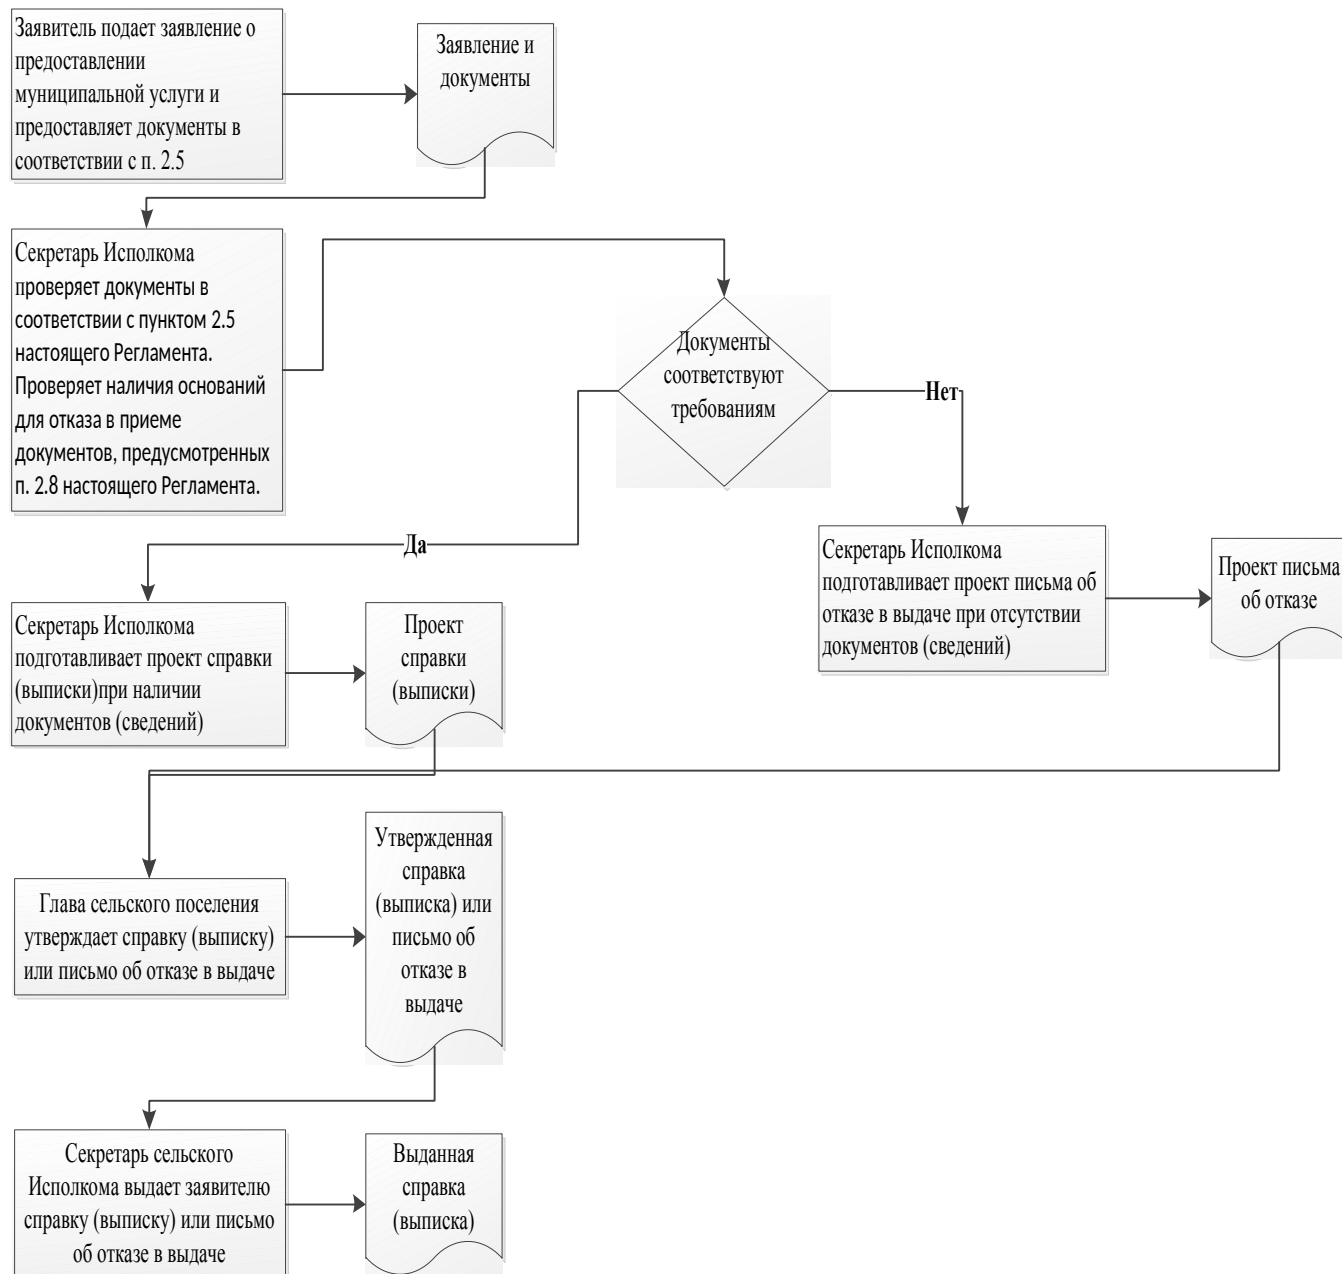 Заявитель подает заявление о
предоставлении
муниципальной услуги и
предоставляет документы в
соответствии с п. 2.5
Заявление и
документы
Секретарь Исполкома
проверяет документы в
соответствии с пунктом 2.5
настоящего Регламента.
Проверяет наличия оснований
для отказа в приеме
документов, предусмотренных
п. 2.8 настоящего Регламента.
Документы
соответствуют
требованиям
Нет
Да
Секретарь Исполкома
подготавливает проект письма об
отказе в выдаче при отсутствии
документов (сведений)
Проект письма
об отказе
Секретарь Исполкома
подготавливает проект справки
(выписки)при наличии
документов (сведений)
Проект
справки
(выписки)
Глава сельского поселения
утверждает справку (выписку)
или письмо об отказе в выдаче
Утвержденная
справка
(выписка) или
письмо об
отказе в
выдаче
Секретарь сельского
Исполкома выдает заявителю
справку (выписку) или письмо
об отказе в выдаче
Выданная
справка
(выписка)